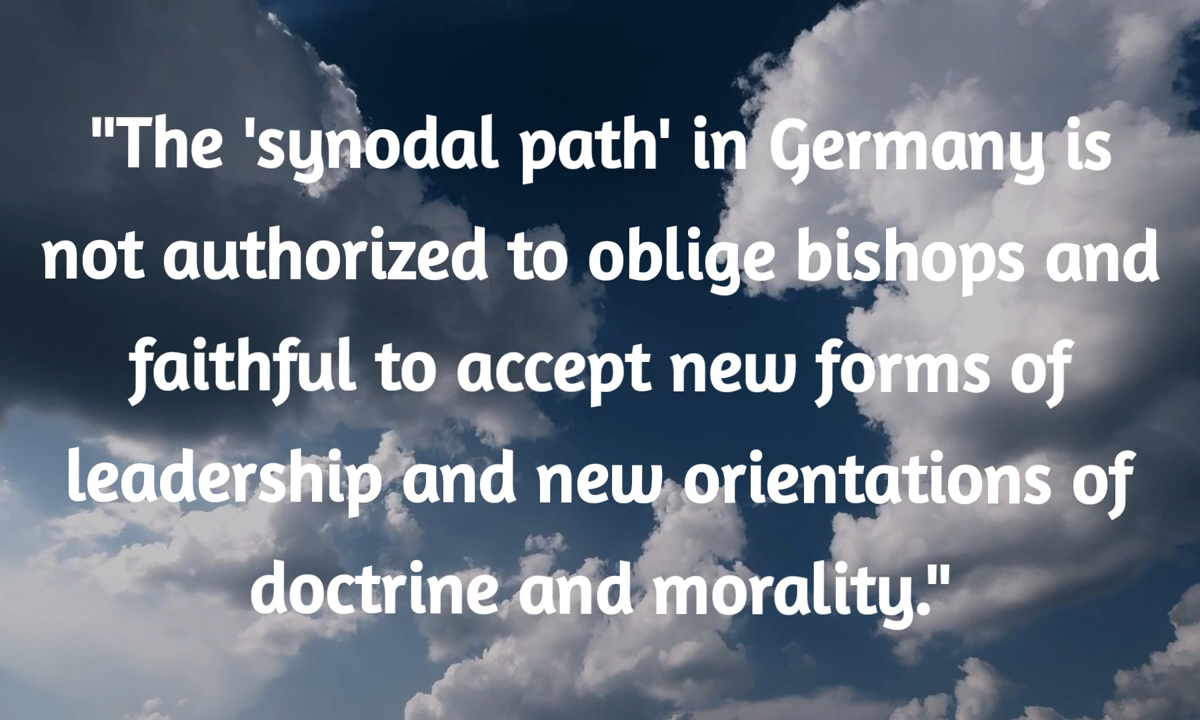 "The 'synodal path' in Germany is
not authorized to oblige bishops and
faithful to accept new forms of
leadership and new orientations of
doctrine and morality."